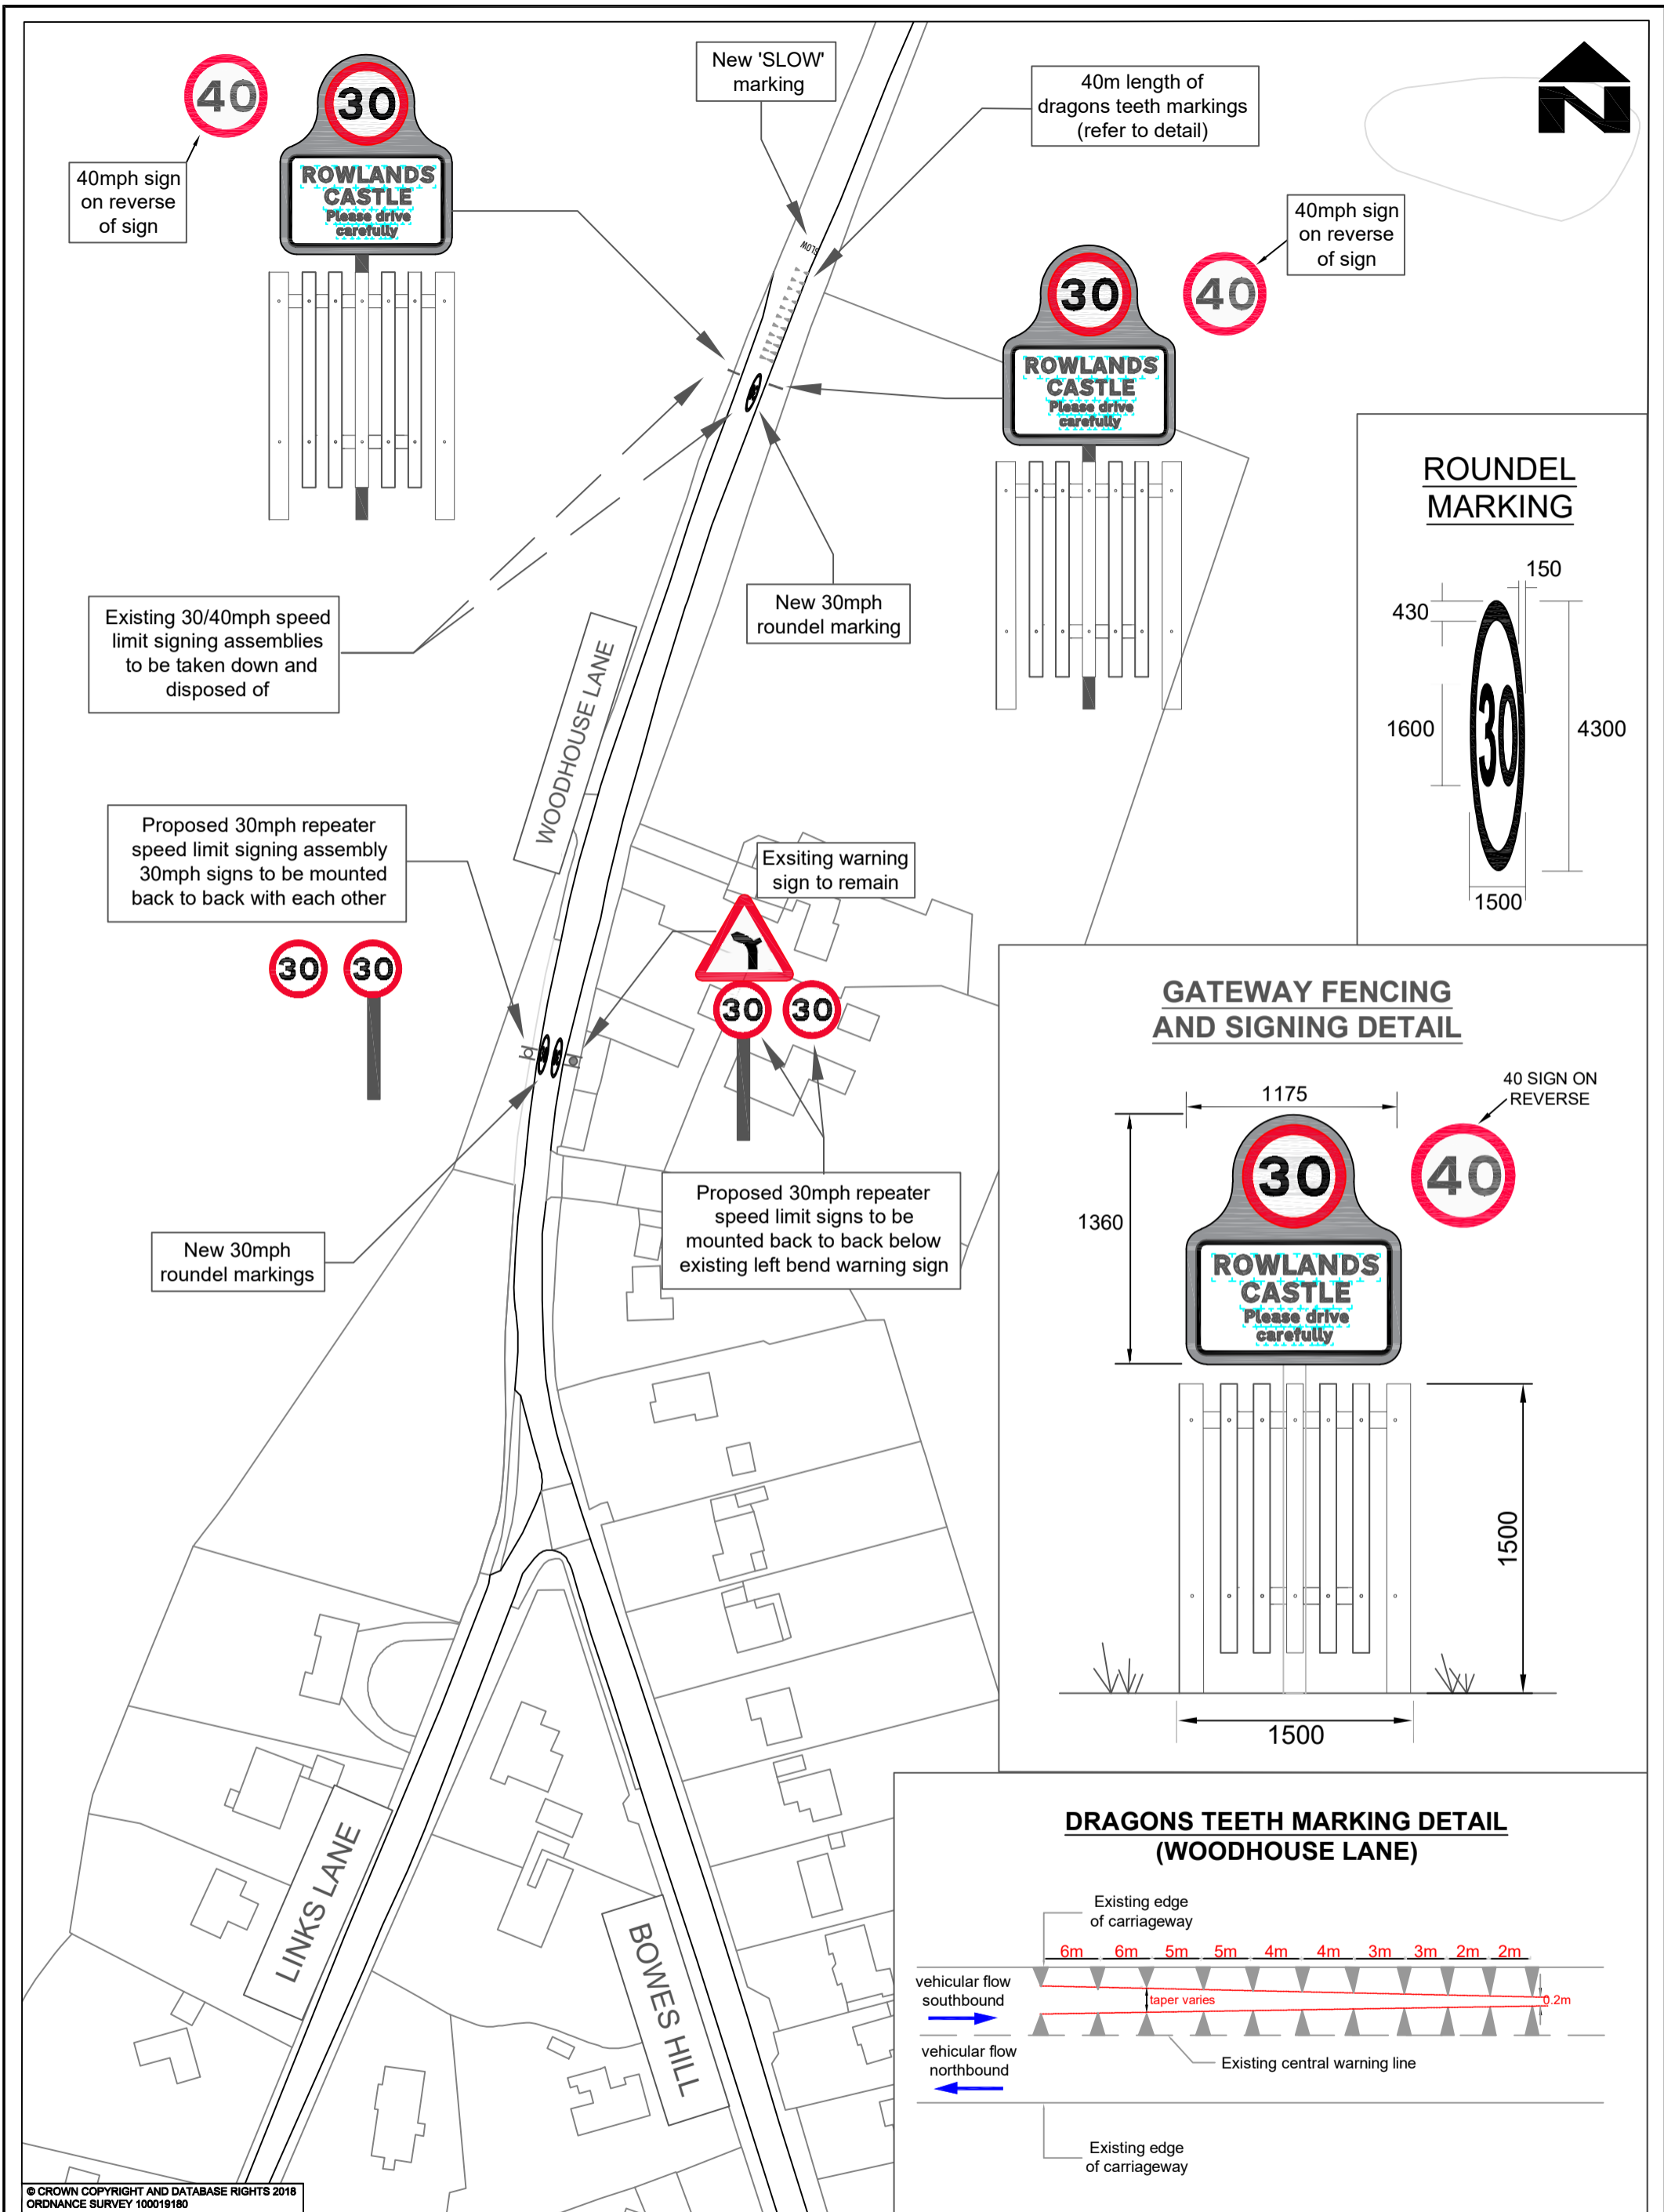 40
30
ROWLANDS
CASTLE
Please drive
carefully
40mph sign
on reverse
of sign
New 'SLOW'
marking
40m length of
dragons teeth markings
(refer to detail)
N
SLOW
40mph sign
on reverse
of sign
30
40
ROWLANDS
CASTLE
Please drive
carefully
Existing 30/40mph speed
limit signing assemblies
to be taken down and
disposed of
New 30mph
roundel marking
WOODHOUSE LANE
ROUNDEL
MARKING
150
430
1600
30
4300
1500
Proposed 30mph repeater
speed limit signing assembly
30mph signs to be mounted
back to back with each other
30
30
Exsiting warning
sign to remain
30
30
Proposed 30mph repeater
speed limit signs to be
mounted back to back below
existing left bend warning sign
New 30mph
roundel markings
GATEWAY FENCING
AND SIGNING DETAIL
1175
40 SIGN ON
REVERSE
30
40
1360
ROWLANDS
CASTLE
Please drive
carefully
1500
1500
LINKS LANE
BOWES HILL
DRAGONS TEETH MARKING DETAIL
(WOODHOUSE LANE)
Existing edge
of carriageway
6m 6m 5m 5m 4m 4m 3m 3m 2m 2m
vehicular flow
southbound
taper varies
0.2m
vehicular flow
northbound
Existing central warning line
Existing edge
of carriageway
© CROWN COPYRIGHT AND DATABASE RIGHTS 2018
ORDNANCE SURVEY 100019180